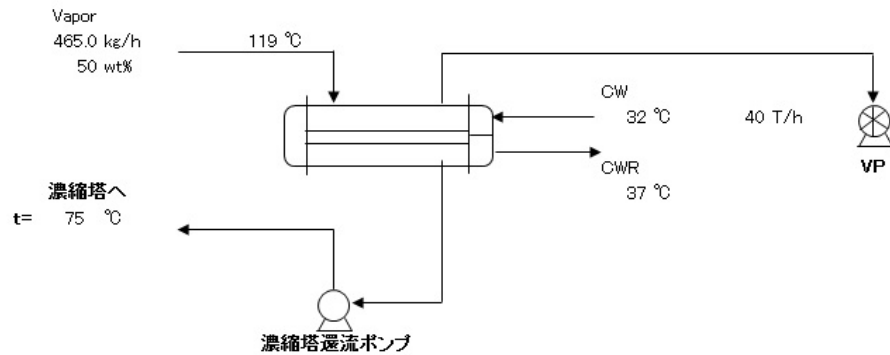 Vapor
465.0 kg/h
50 wt%
119 ℃
CW
32 ℃
40 T/h
VP
CWR
37 ℃
濃縮塔へ
t= 75 ℃
濃縮塔還流ポンプ